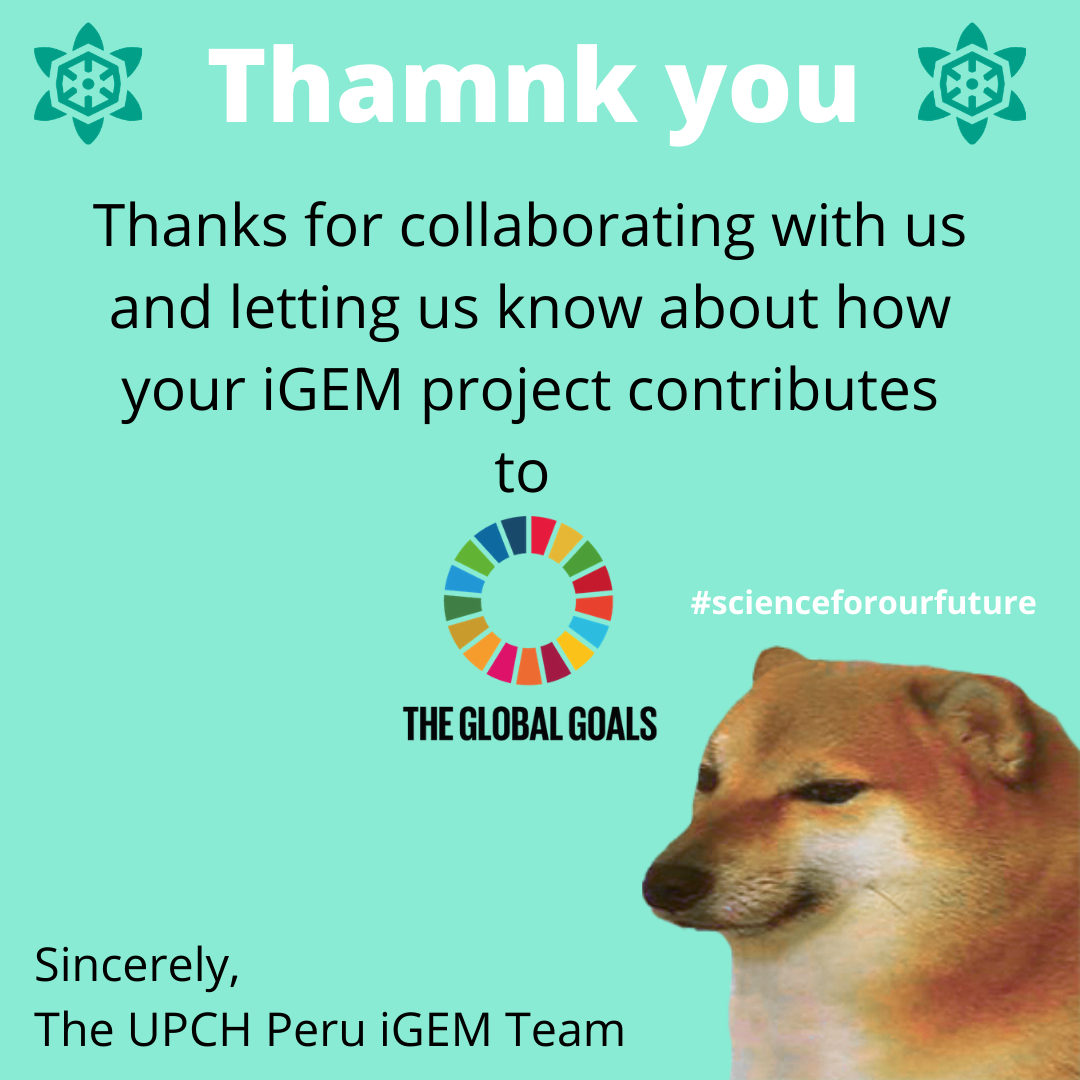 Thamnk you
Thanks for collaborating with us
and letting us know about how
your iGEM project contributes
to
THE GLOBAL GOALS
#scienceforourfuture
Sincerely,
The UPCH Peru iGEM Team